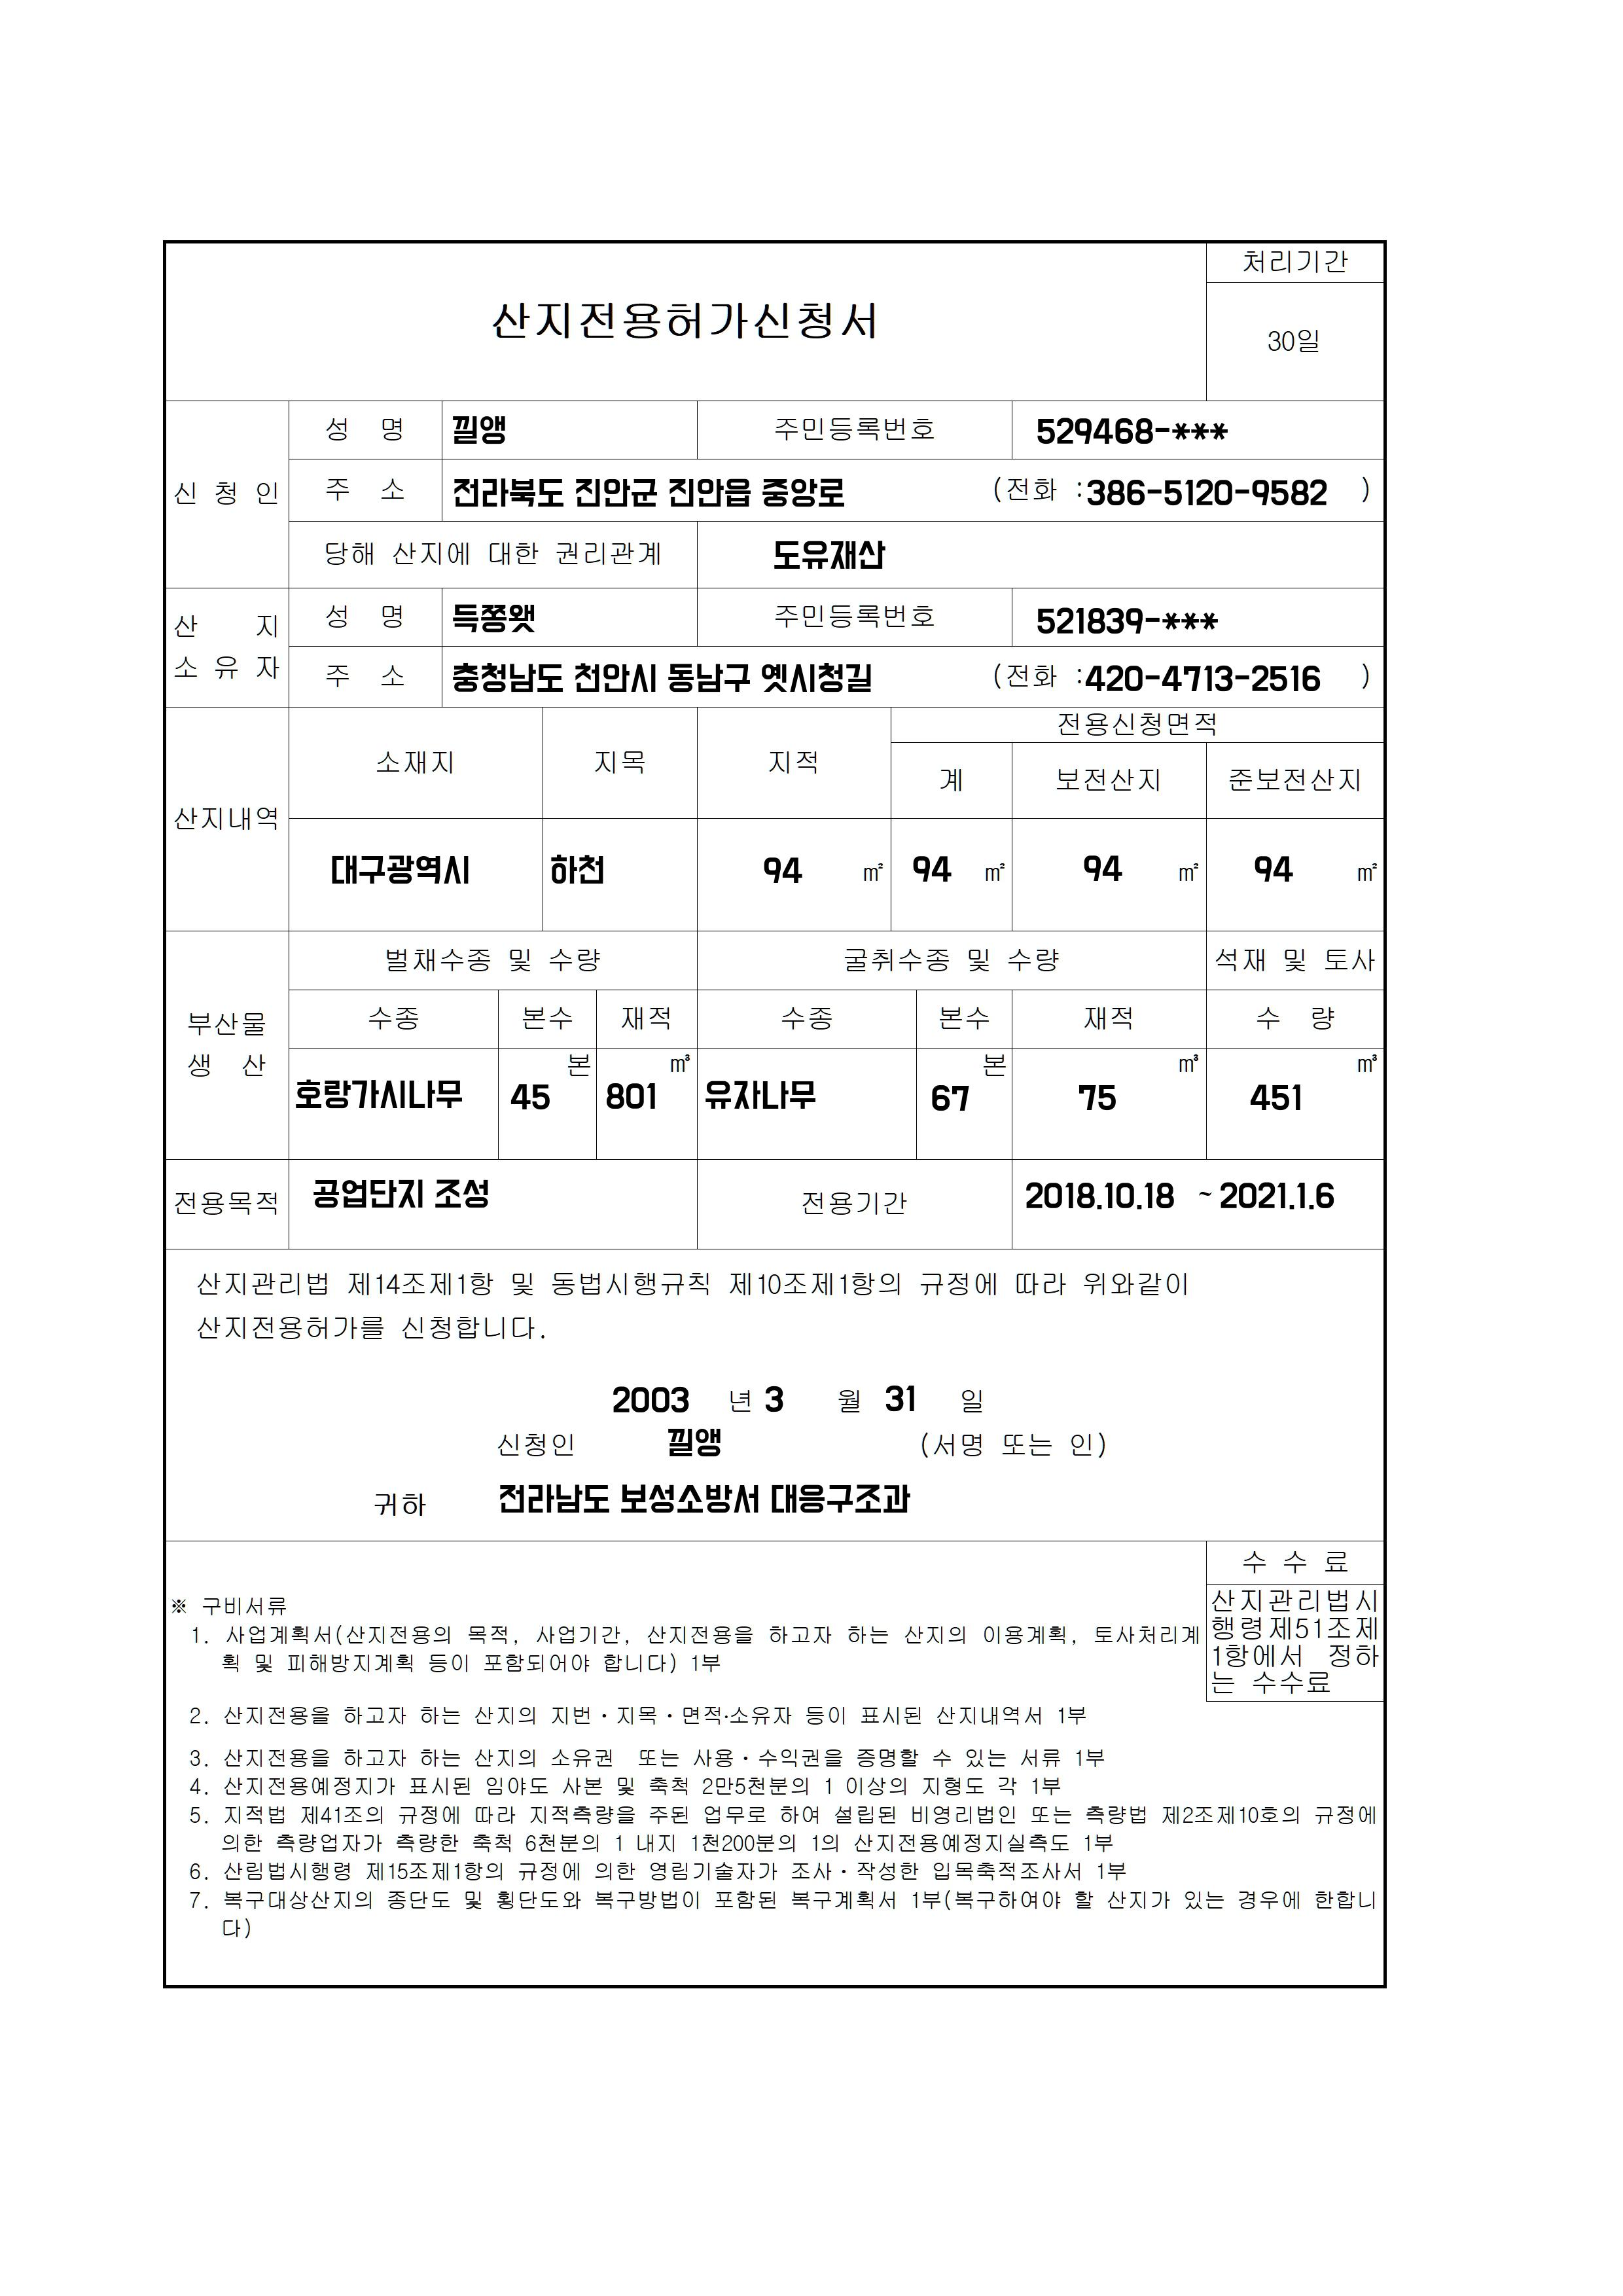 처리기간
산지전용허가신청서
30일
신 청 인
성 명 낄앵 주민등록번호 529468-***
주 소 전라북도 진안군 진안읍 중앙로 (전화 :386-5120-9582 )
당해 산지에 대한 권리관계 도유재산
산 지
소 유 자
성 명 득쫑왯 주민등록번호 521839-***
주 소 충청남도 천안시 동남구 옛시청길 (전화 :420-4713-2516 )
산지내역
소재지 지목 지적 전용신청면적
계 보전산지 준보전산지
대구광역시 하천 94 ㎡ 94 ㎡ 94 ㎡ 94 ㎡
부산물
생 산
벌채수종 및 수량 굴취수종 및 수량 석재 및 토사
수종 본수 재적 수종 본수 재적 수 량
본 ㎥ 본 ㎥ ㎥
호랑가시나무 45 801 유자나무 67 75 451
전용목적 공업단지 조성 전용기간 2018.10.18 ~ 2021.1.6
산지관리법 제14조제1항 및 동법시행규칙 제10조제1항의 규정에 따라 위와같이
산지전용허가를 신청합니다.
2003 년 3 월 31 일
신청인 낄앵 (서명 또는 인)
귀하 전라남도 보성소방서 대응구조과
수 수 료
산지관리법시
행령제51조제
1항에서 정하
는 수수료
※ 구비서류
1. 사업계획서(산지전용의 목적, 사업기간, 산지전용을 하고자 하는 산지의 이용계획, 토사처리계
획 및 피해방지계획 등이 포함되어야 합니다) 1부
2. 산지전용을 하고자 하는 산지의 지번·지목·면적·소유자 등이 표시된 산지내역서 1부
3. 산지전용을 하고자 하는 산지의 소유권 또는 사용·수익권을 증명할 수 있는 서류 1부
4. 산지전용예정지가 표시된 임야도 사본 및 축척 2만5천분의 1 이상의 지형도 각 1부
5. 지적법 제41조의 규정에 따라 지적측량을 주된 업무로 하여 설립된 비영리법인 또는 측량법 제2조제10호의 규정에
의한 측량업자가 측량한 축척 6천분의 1 내지 1천200분의 1의 산지전용예정지실측도 1부
6. 산림법시행령 제15조제1항의 규정에 의한 영림기술자가 조사·작성한 입목축적조사서 1부
7. 복구대상산지의 종단도 및 횡단도와 복구방법이 포함된 복구계획서 1부(복구하여야 할 산지가 있는 경우에 한합니
다)